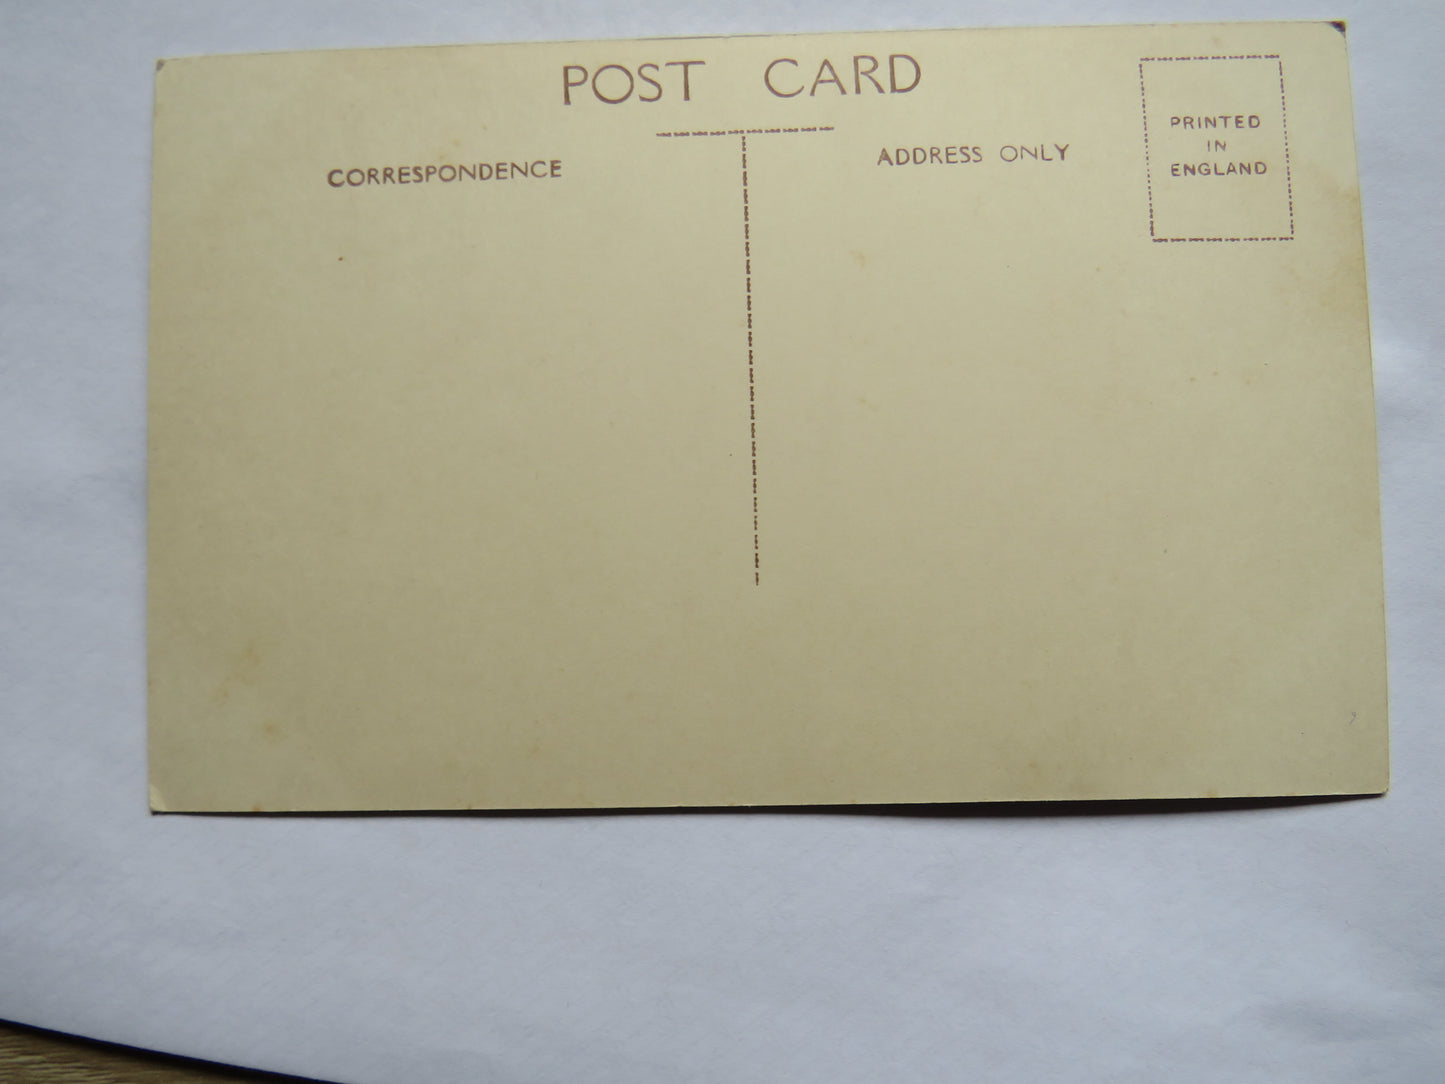 POST CARD
CORRESPONDENCE
ADDRESS ONLY
PRINTED
IN
ENGLAND